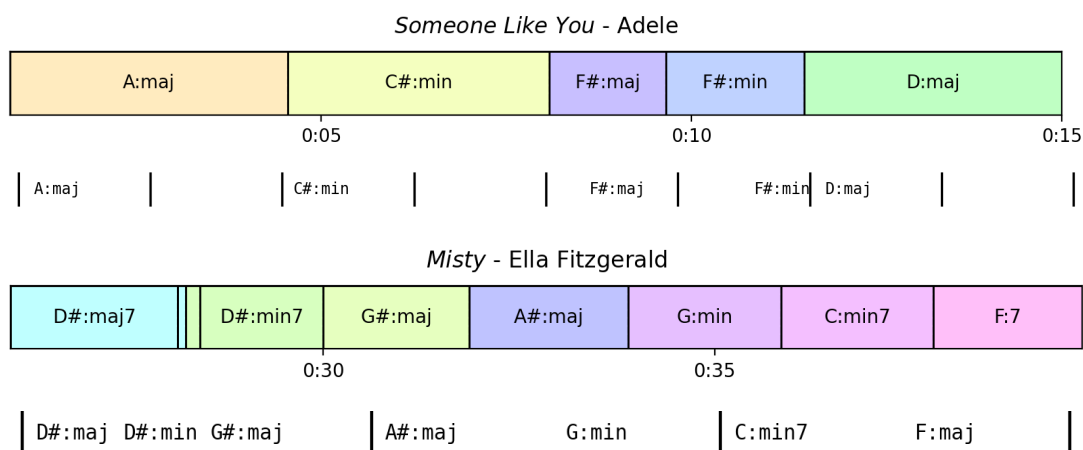 Someone Like You - Adele
A:maj C#:min F#:maj F#:min D:maj
0:05 0:10 0:15
A:maj C#:min F#:maj F#:min D:maj
Misty - Ella Fitzgerald
D#:maj7 D#:min7 G#:maj A#:maj G:min C:min7 F:7
0:30 0:35
D#:maj D#:min G#:maj A#:maj G:min C:min7 F:maj